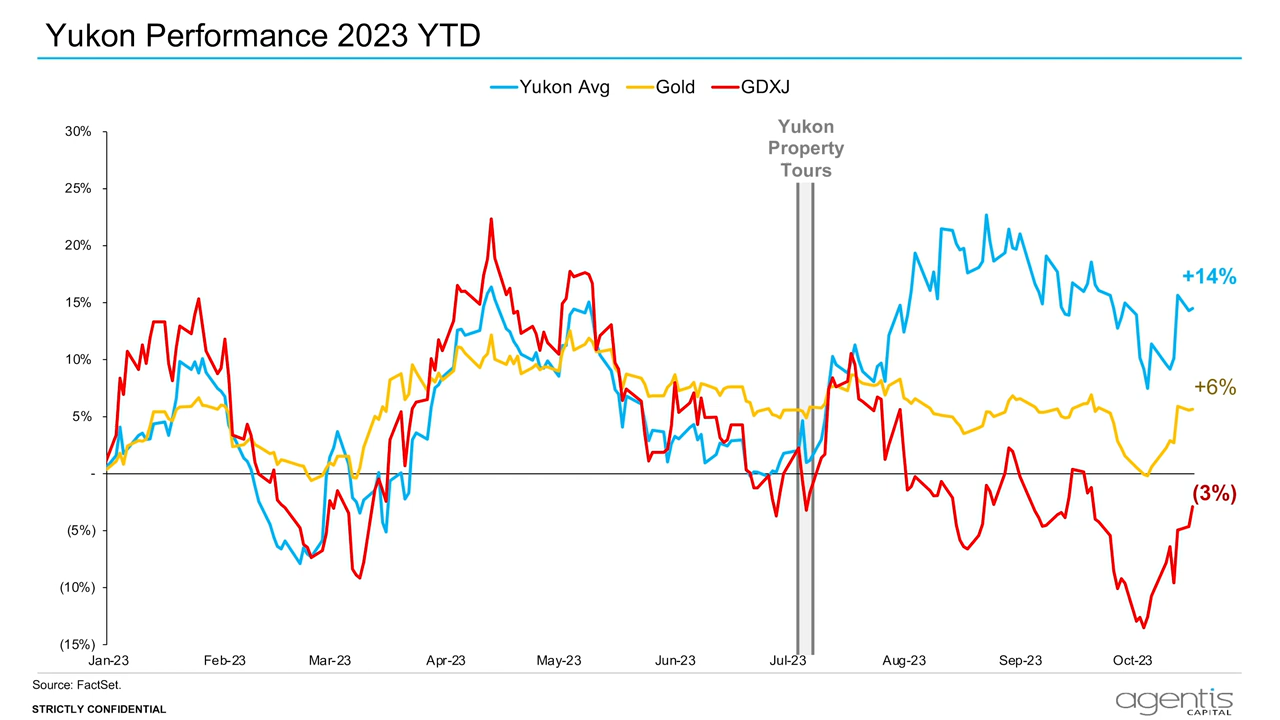 Yukon Performance 2023 YTD
Yukon Avg Gold GDXJ
Yukon
Property
Tours
30%
25%
20%
15%
10%
5%
-
(5%)
(10%)
(15%)
+14%
+6%
(3%)
Jan-23 Feb-23 Mar-23 Apr-23 May-23 Jun-23 Jul-23 Aug-23 Sep-23 Oct-23
Source: FactSet.
STRICTLY CONFIDENTIAL
agentis
CAPITAL